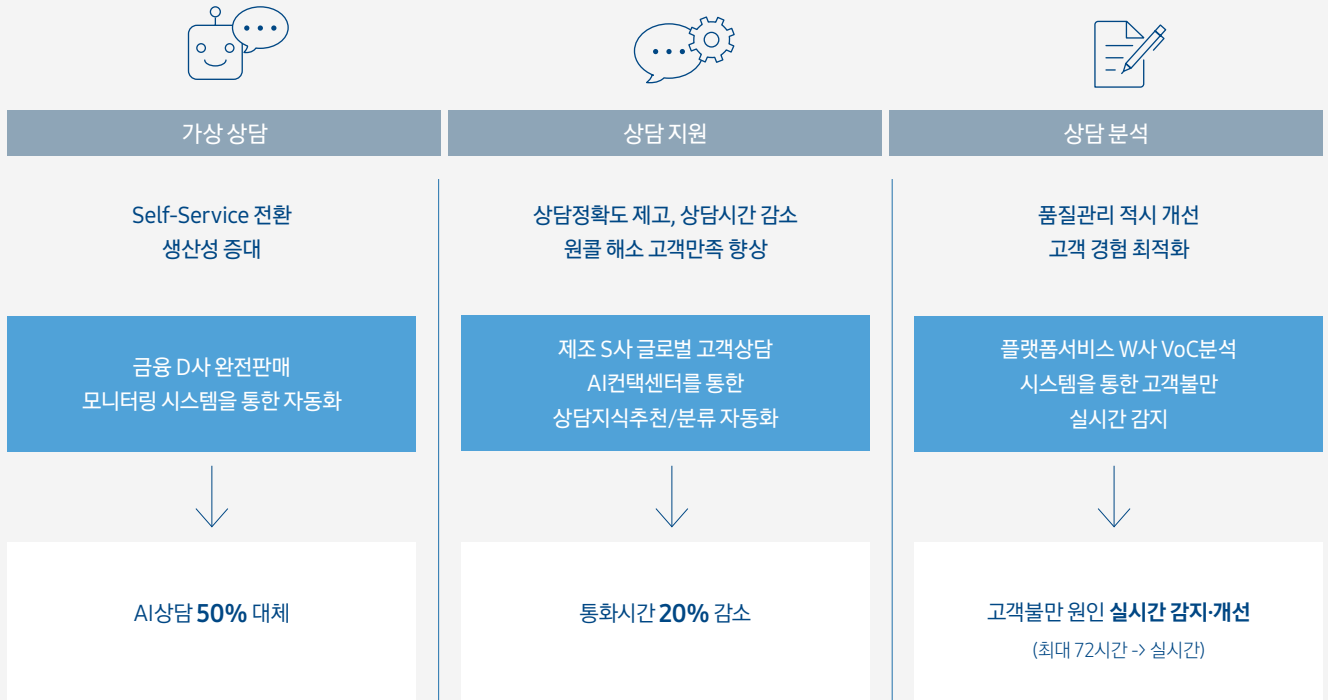 가상 상담
Self-Service 전환
생산성 증대
금융 D사 완전판매
모니터링 시스템을 통한 자동화
AI상담 50% 대체
상담 지원
상담정확도 제고, 상담시간 감소
원콜 해소 고객만족 향상
제조 S사 글로벌 고객상담
AI컨택센터를 통한
상담지식추천/분류 자동화
통화시간 20% 감소
상담 분석
품질관리 적시 개선
고객 경험 최적화
플랫폼서비스 W사 VoC분석
시스템을 통한 고객불만
실시간 감지
고객불만 원인 실시간 감지·개선
(최대 72시간 -> 실시간)